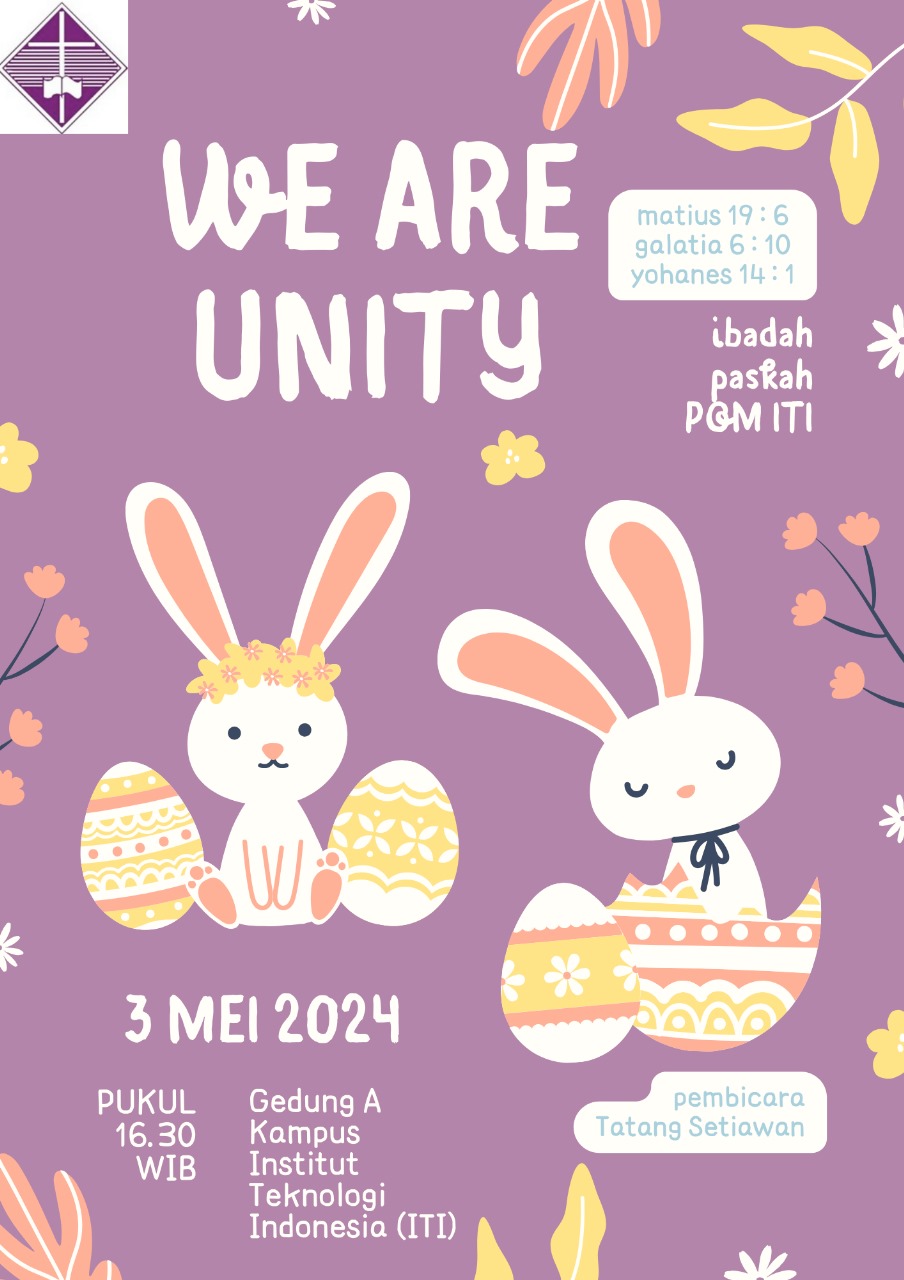 WE ARE
UNITY
matius 19 : 6
galatia 6 : 10
yohanes 14 : 1
ibadah
paskah
POM ITI
3 MEI 2024
PUKUL
16.30
WIB
Gedung A
Kampus
Institut
Teknologi
Indonesia (ITI)
pembicara
Tatang Setiawan